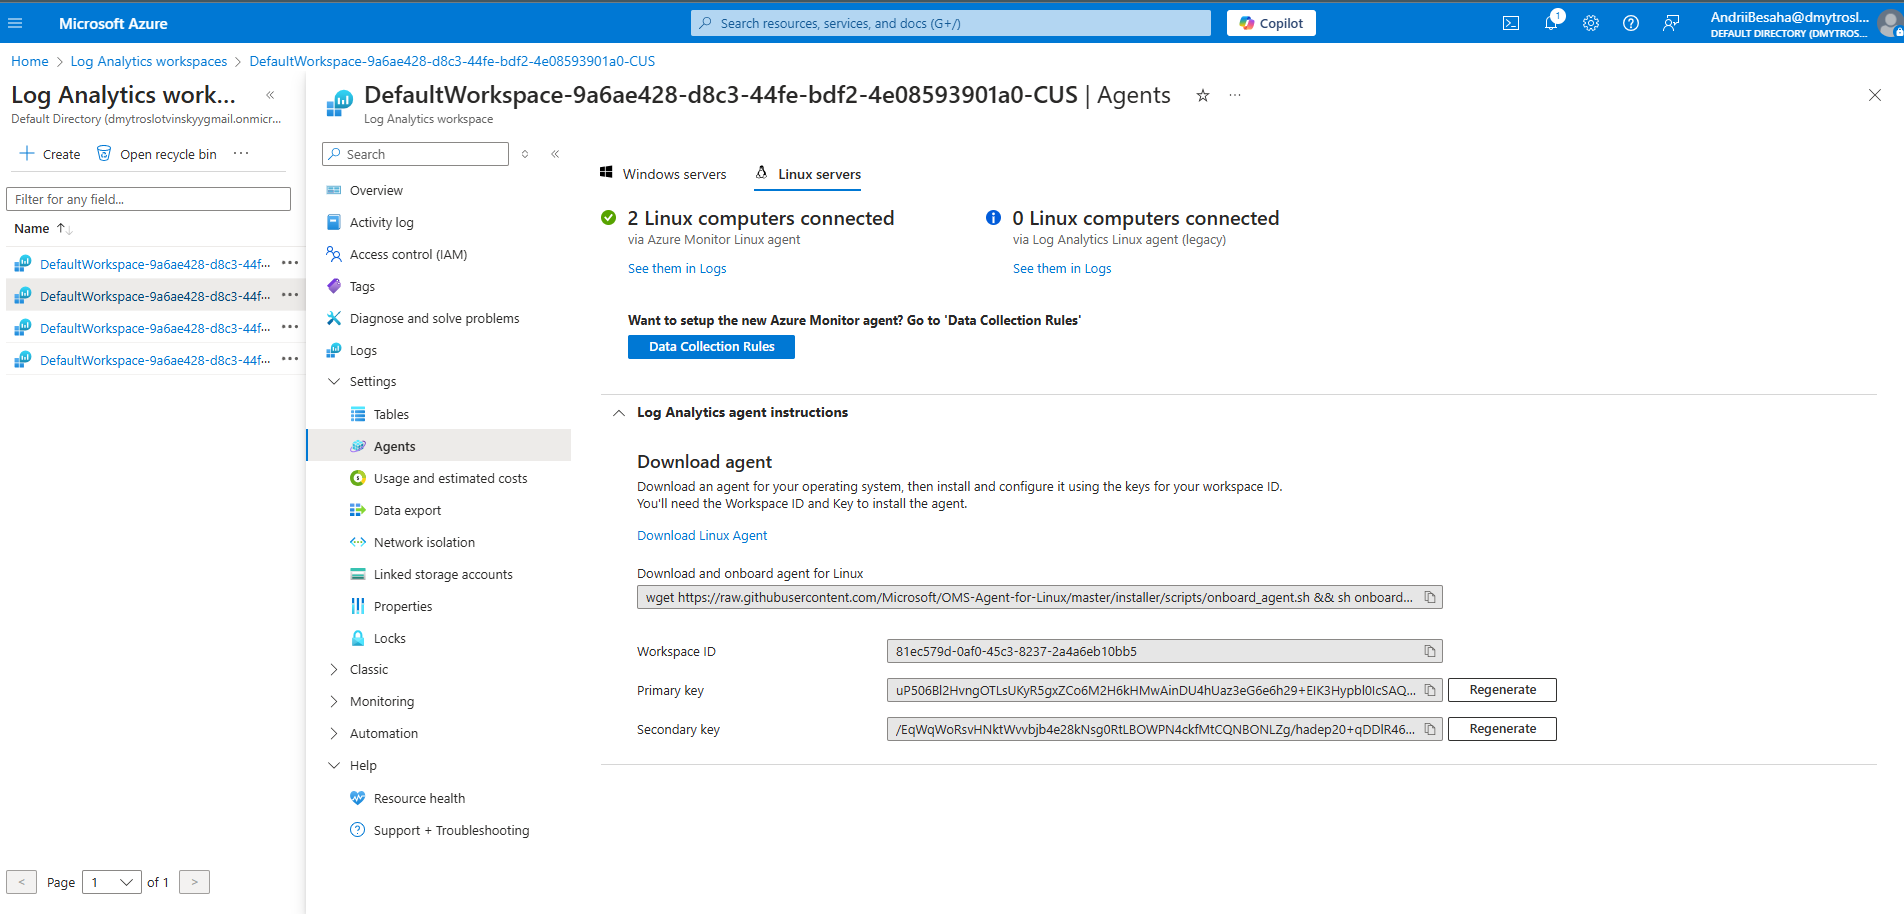 Microsoft Azure
Search resources, services, and docs (G+/)
Copilot
1
AndriiBesaha@dmytrosl...
DEFAULT DIRECTORY (DMYTROS...
Home > Log Analytics workspaces > DefaultWorkspace-9a6ae428-d8c3-44fe-bdf2-4e08593901a0-CUS
Log Analytics work...
Default Directory (dmytroslotvinskyygmail.onmicr...
Create
Open recycle bin
Filter for any field...
Name
DefaultWorkspace-9a6ae428-d8c3-44f...
DefaultWorkspace-9a6ae428-d8c3-44f...
DefaultWorkspace-9a6ae428-d8c3-44f...
DefaultWorkspace-9a6ae428-d8c3-44f...
Page 1 of 1
DefaultWorkspace-9a6ae428-d8c3-44fe-bdf2-4e08593901a0-CUS | Agents
Log Analytics workspace
Search
Overview
Activity log
Access control (IAM)
Tags
Diagnose and solve problems
Logs
Settings
Tables
Agents
Usage and estimated costs
Data export
Network isolation
Linked storage accounts
Properties
Locks
Classic
Monitoring
Automation
Help
Resource health
Support + Troubleshooting
Windows servers
Linux servers
2 Linux computers connected
via Azure Monitor Linux agent
See them in Logs
0 Linux computers connected
via Log Analytics Linux agent (legacy)
See them in Logs
Want to setup the new Azure Monitor agent? Go to 'Data Collection Rules'
Data Collection Rules
Log Analytics agent instructions
Download agent
Download an agent for your operating system, then install and configure it using the keys for your workspace ID.
You'll need the Workspace ID and Key to install the agent.
Download Linux Agent
Download and onboard agent for Linux
wget https://raw.githubusercontent.com/Microsoft/OMS-Agent-for-Linux/master/installer/scripts/onboard_agent.sh && sh onboard...
Workspace ID
81ec579d-0af0-45c3-8237-2a4a6eb10bb5
Primary key
uP506Bl2HvngOTLsUKyR5gxZCo6M2H6kHMwAinDU4hUaz3eG6e6h29+EIK3Hypbl0IcSAQ...
Regenerate
Secondary key
/EqWqWoRsvHNktWvvbjb4e28kNsg0RtLBOWPN4ckfMtCQNBONLZg/hadep20+qDDlR46...
Regenerate